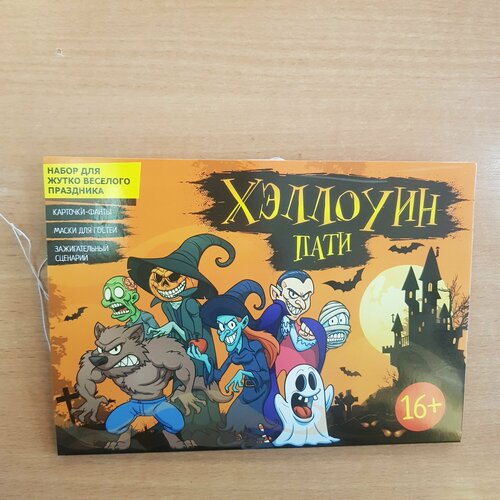 НАБОР ДЛЯ
ЖУТКО ВЕСЕЛОГО
ПРАЗДНИКА
КАРТОЧКИ-ФАНТЫ
МАСКИ ДЛЯ ГОСТЕЙ
ЗАЖИГАТЕЛЬНЫЙ
СЦЕНАРИЙ
ХЭЛЛОУИН
ПАТИ
16+